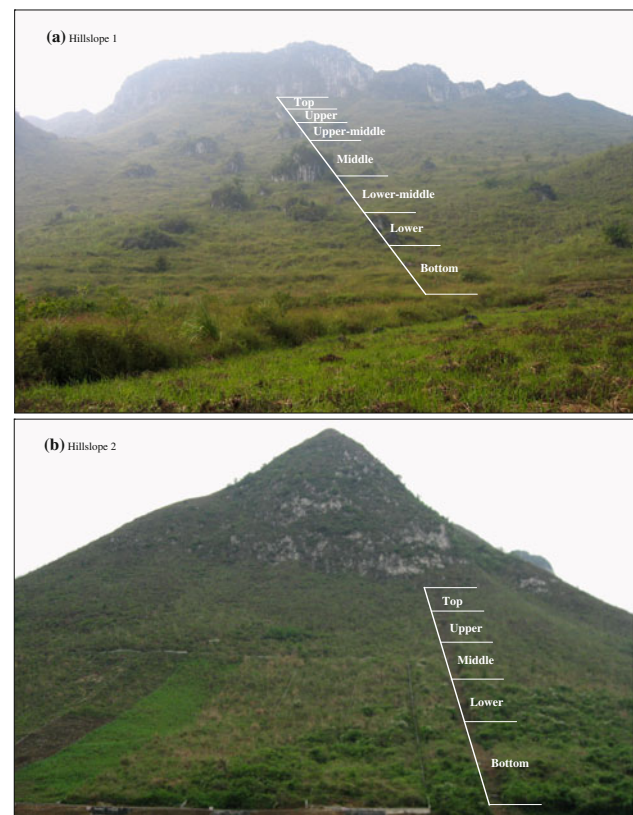 (a) Hillslope 1
Top
Upper
Upper-middle
Middle
Lower-middle
Lower
Bottom
(b) Hillslope 2
Top
Upper
Middle
Lower
Bottom